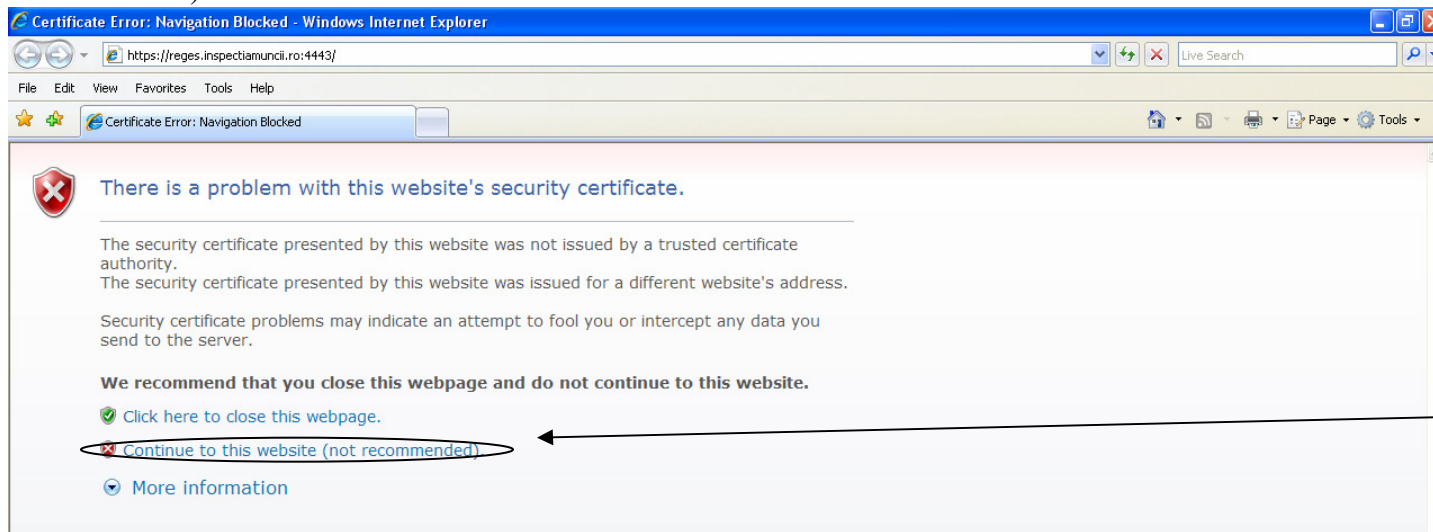 Certificate Error: Navigation Blocked - Windows Internet Explorer
https://reges.inspectiamuncii.ro:4443/
Live Search
File Edit View Favorites Tools Help
Certificate Error: Navigation Blocked
Page Tools
There is a problem with this website's security certificate.
The security certificate presented by this website was not issued by a trusted certificate
authority.
The security certificate presented by this website was issued for a different website's address.
Security certificate problems may indicate an attempt to fool you or intercept any data you
send to the server.
We recommend that you close this webpage and do not continue to this website.
Click here to close this webpage.
Continue to this website (not recommended).
More information